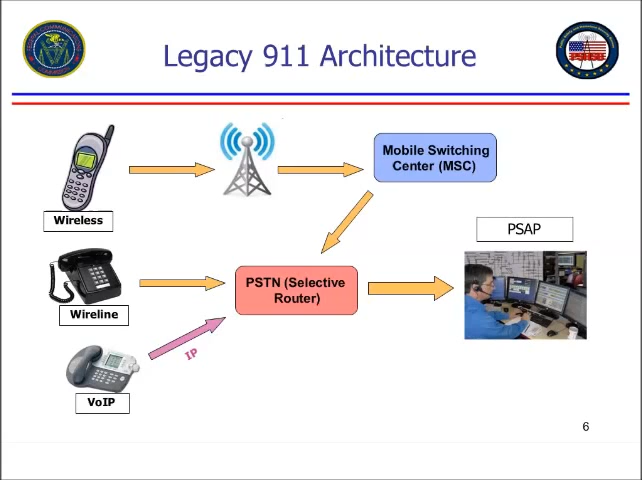 Legacy 911 Architecture
Mobile Switching
Center (MSC)
Wireless
PSAP
PSTN (Selective
Router)
Wireline
IP
VoIP
6